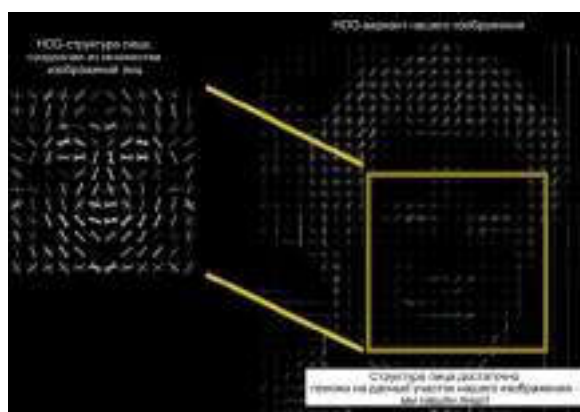 HOG-структура лица,
созданная из множества
изображений лиц
HOG-вариант нашего изображения
Структура лица достаточно
похожа на данный участок нашего изображения
мы нашли лицо!